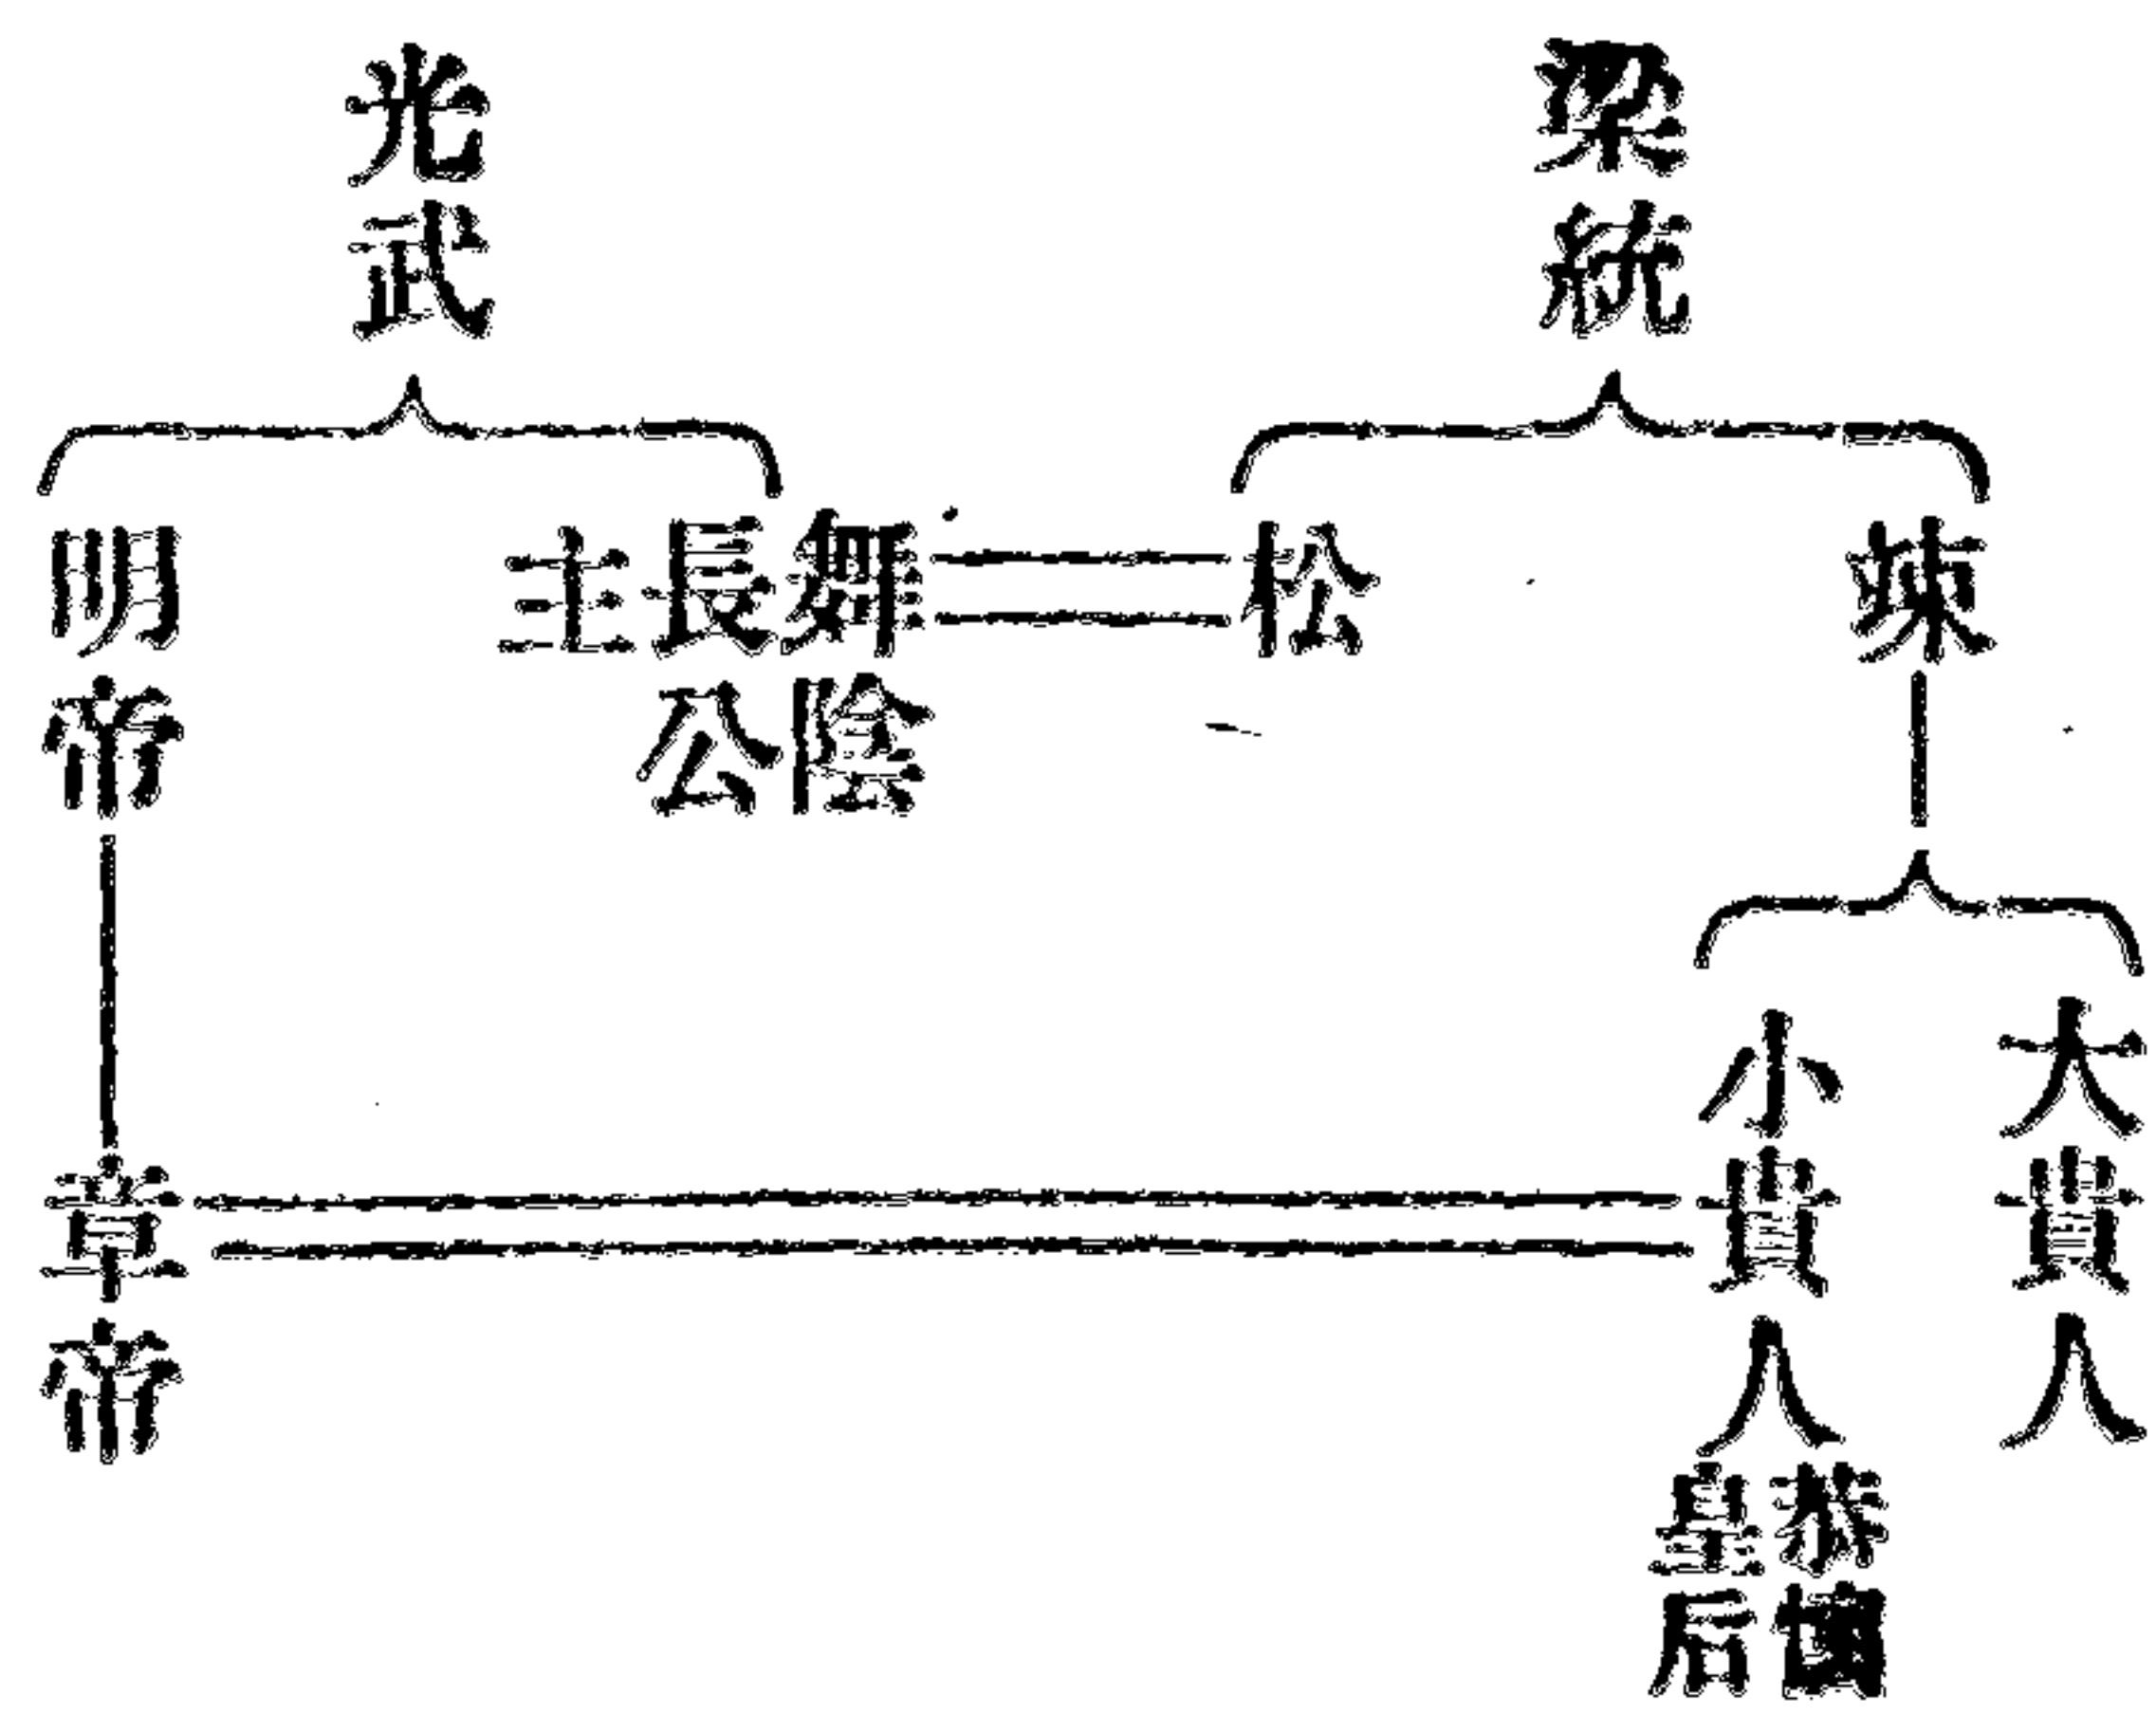 梁統
光武
竦
松
舞陰
長公
主
明帝
大貴人
小貴人
恭懷
皇后
章帝